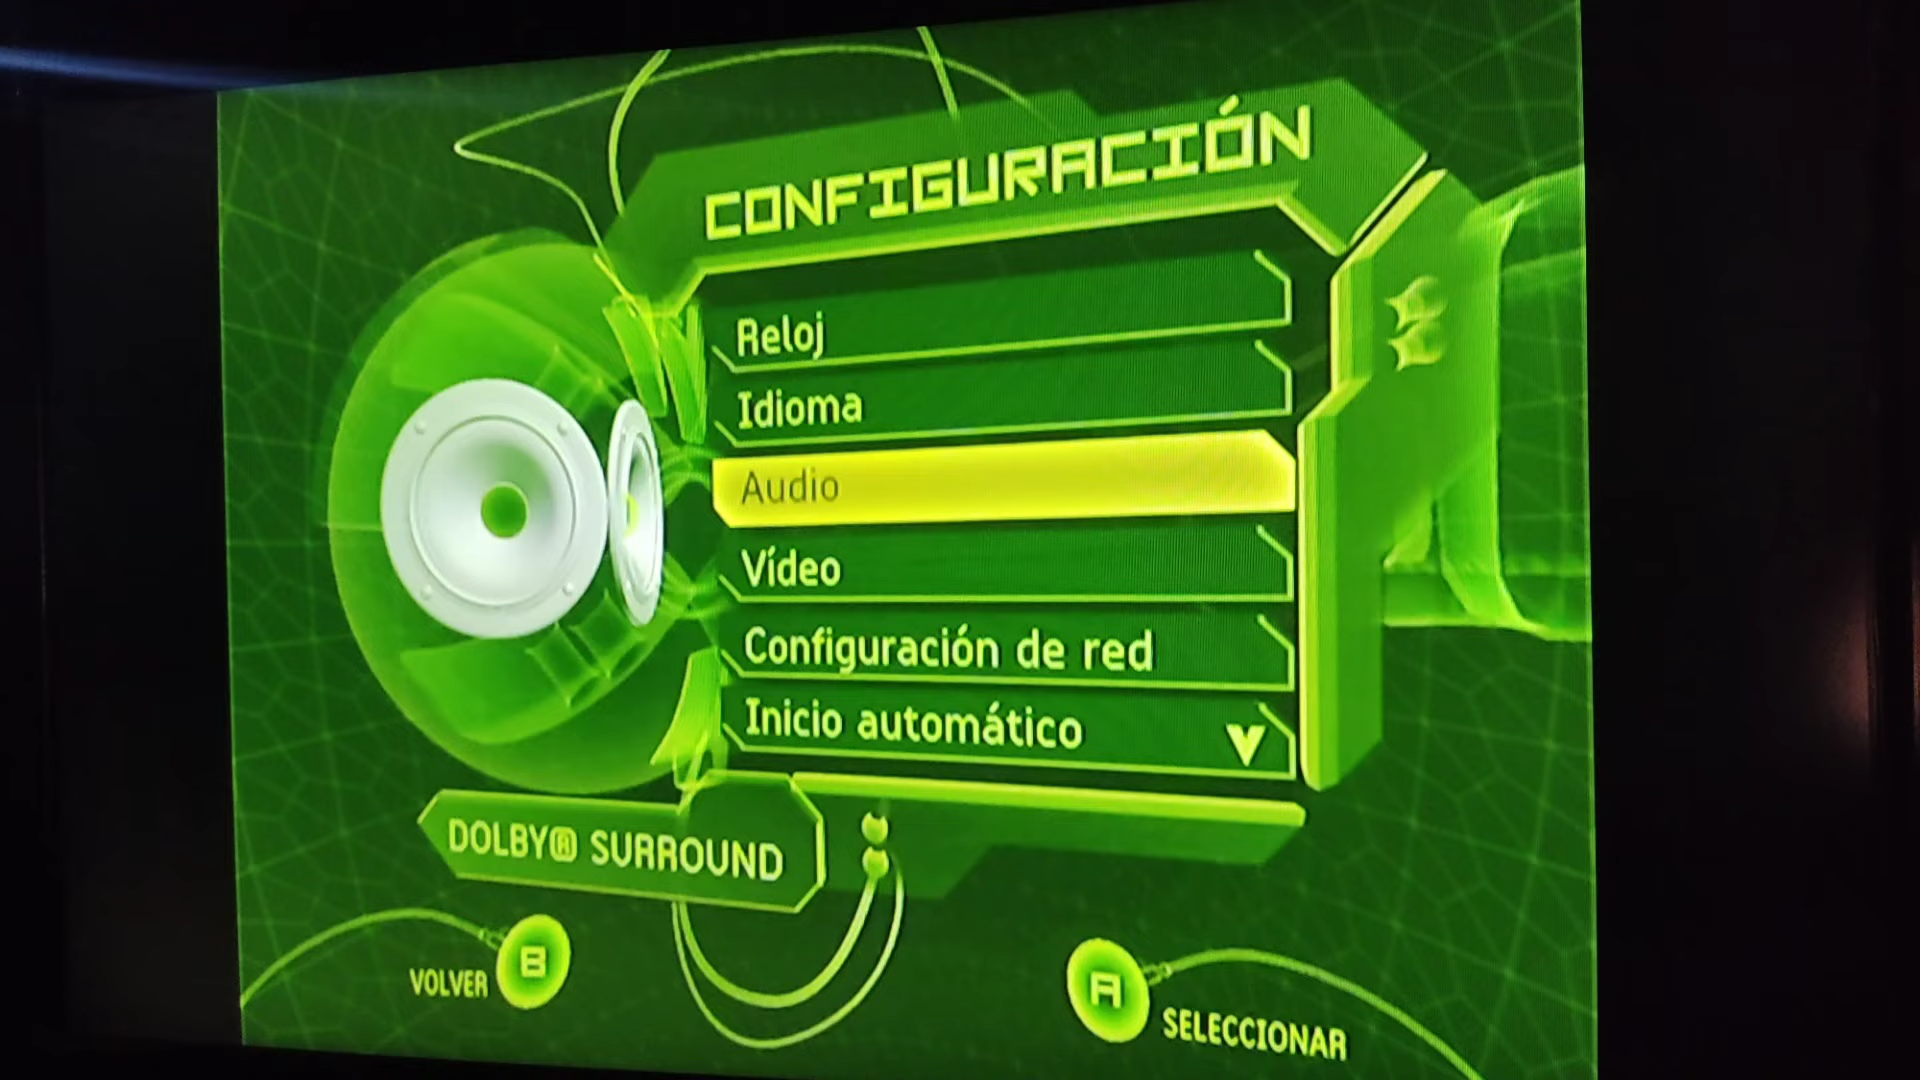 CONFIGURACIÓN
Reloj
Idioma
Audio
Vídeo
Configuración de red
Inicio automático
DOLBY® SURROUND
VOLVER B
A SELECCIONAR